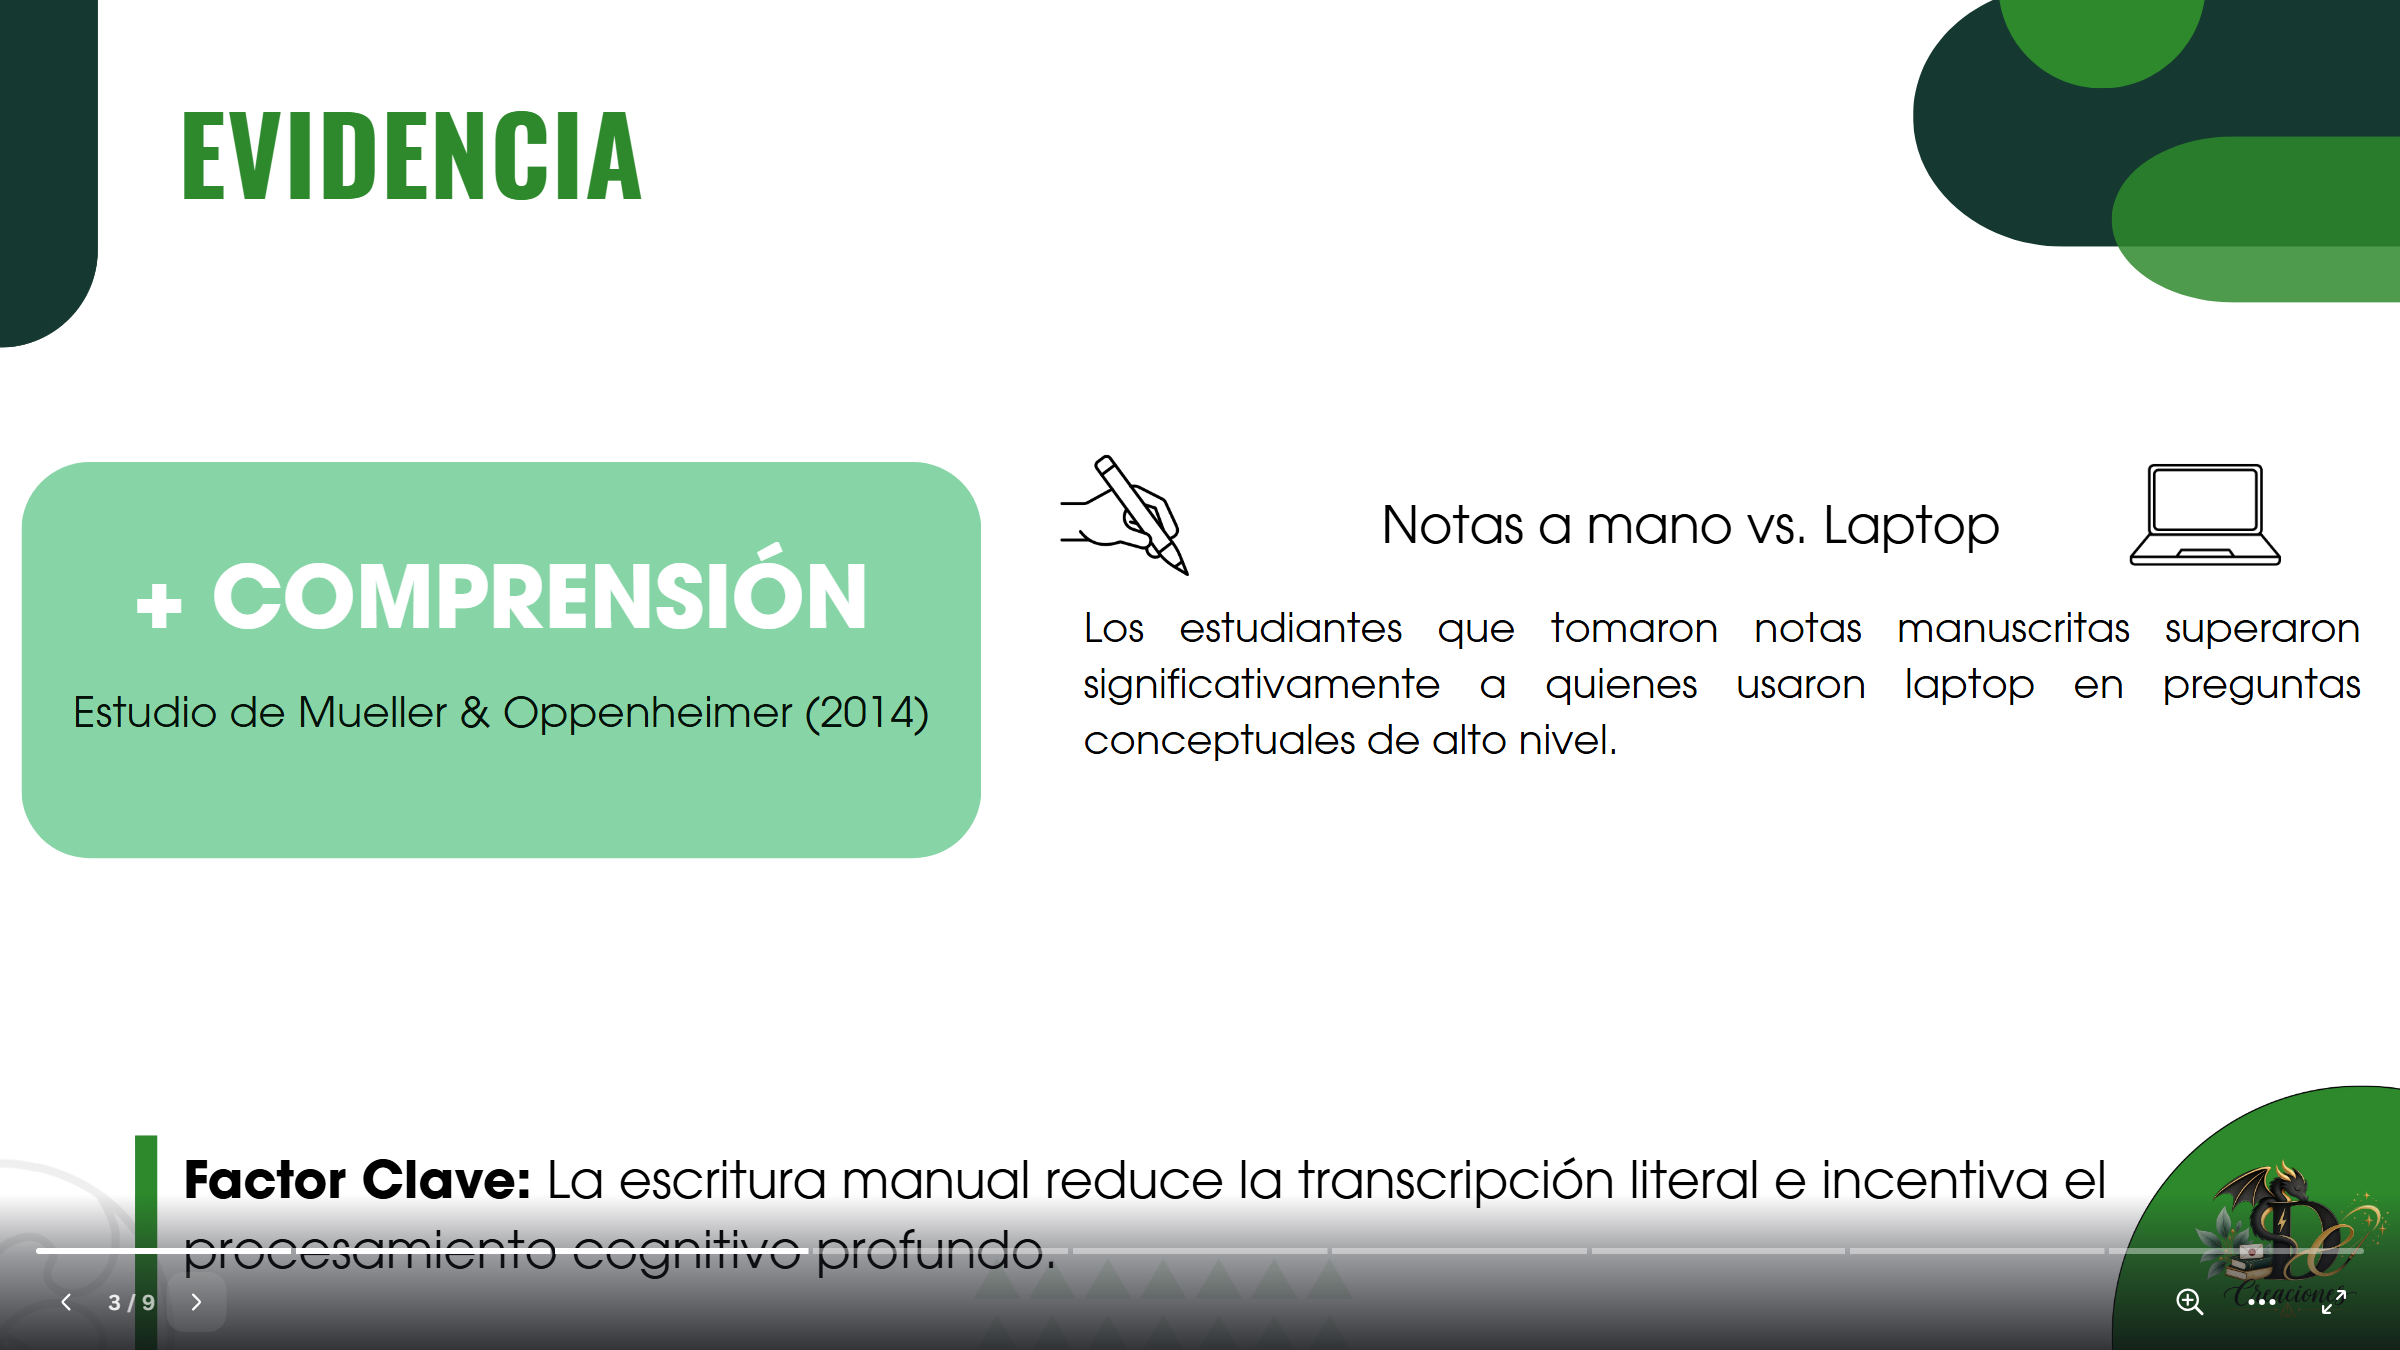 EVIDENCIA
+ COMPRENSIÓN
Estudio de Mueller & Oppenheimer (2014)
Notas a mano vs. Laptop
Los estudiantes que tomaron notas manuscritas superaron
significativamente a quienes usaron laptop en preguntas
conceptuales de alto nivel.
Factor Clave: La escritura manual reduce la transcripción literal e incentiva el
procesamiento cognitivo profundo.
3 / 9
DC
Creaciones